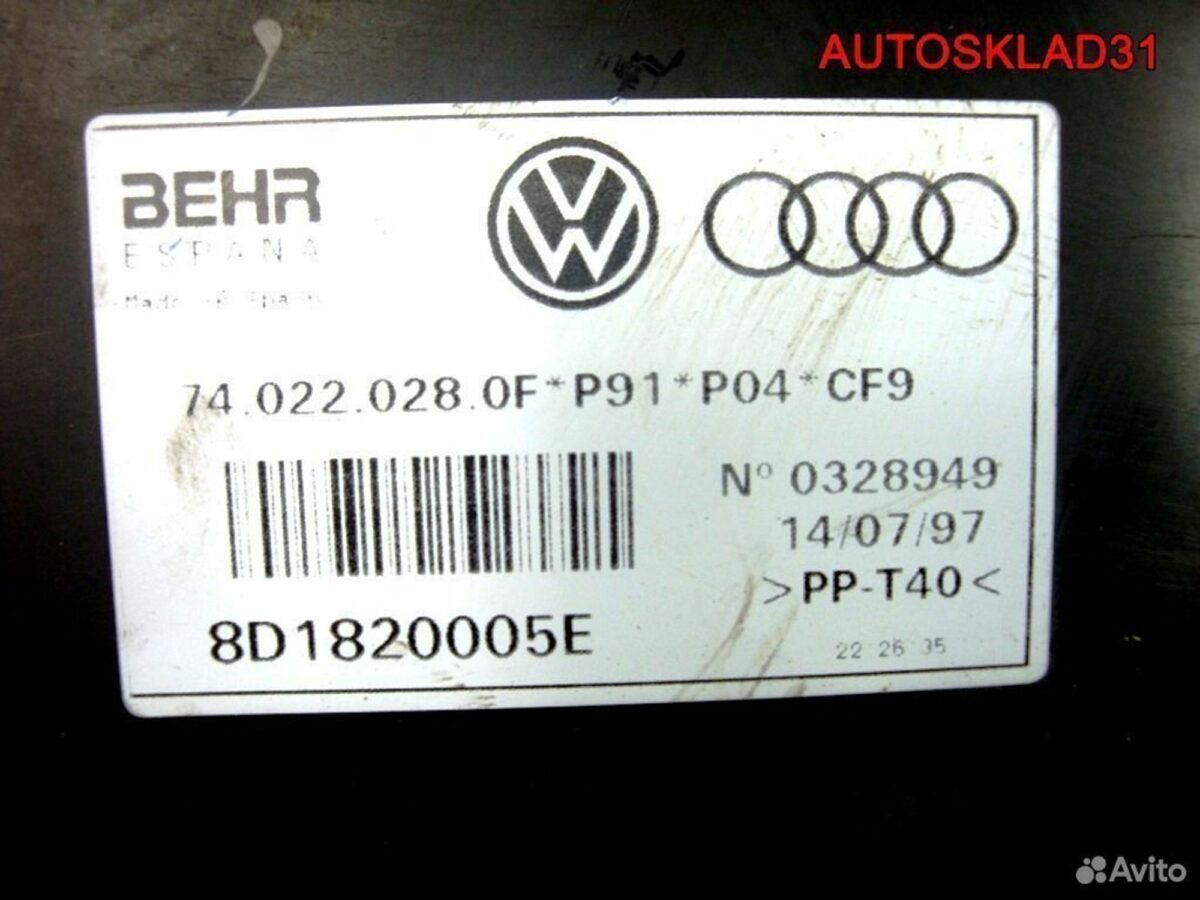 AUTOSKLAD31
BEHR
ESPANA
Made
74.022.028.0F*P91*P04*CF9
Nº 0328949
14/07/97
>PP-T40<
8D1820005E
22 26 35
Avito